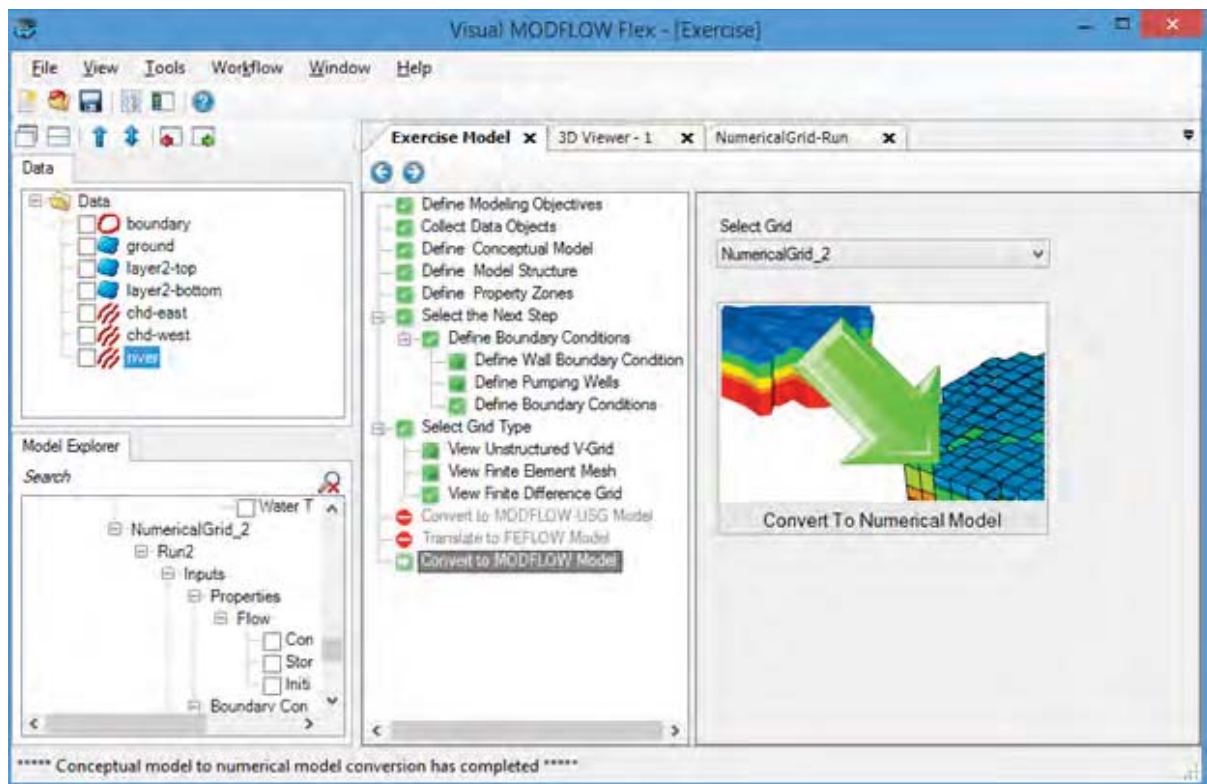 Visual MODFLOW Flex - [Exercise]
File View Tools Workflow Window Help
Exercise Model 3D Viewer - 1 NumericalGrid-Run
Data
Data
boundary
ground
layer2-top
layer2-bottom
chd-east
chd-west
river
Model Explorer
Search
Water T
NumericalGrid_2
Run2
Inputs
Properties
Flow
Con
Stor
Initi
Boundary Con
Define Modeling Objectives
Collect Data Objects
Define Conceptual Model
Define Model Structure
Define Property Zones
Select the Next Step
Define Boundary Conditions
Define Wall Boundary Condition
Define Pumping Wells
Define Boundary Conditions
Select Grid Type
View Unstructured V-Grid
View Finite Element Mesh
View Finite Difference Grid
Convert to MODFLOW-USG Model
Translate to FEFLOW Model
Convert to MODFLOW Model
Select Grid
NumericalGrid_2
Convert To Numerical Model
***** Conceptual model to numerical model conversion has completed *****